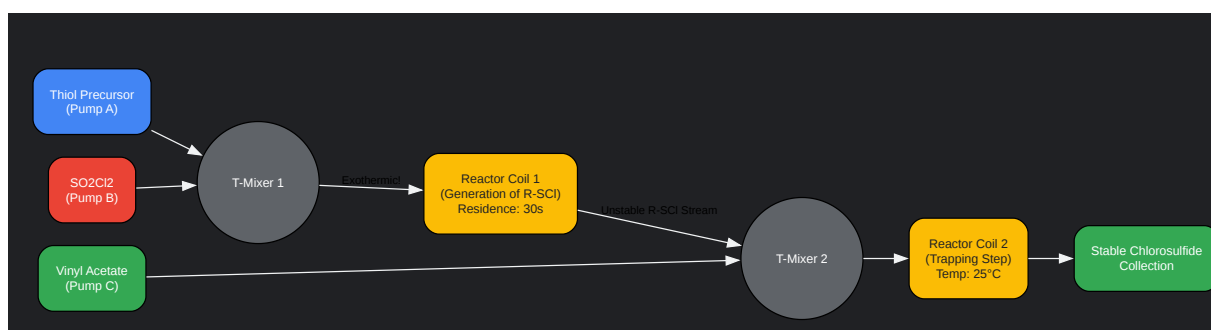 Thiol Precursor
(Pump A)
SO2Cl2
(Pump B)
Vinyl Acetate
(Pump C)
T-Mixer 1
Exothermic!
Reactor Coil 1
(Generation of R-SCl)
Residence: 30s
Unstable R-SCl Stream
T-Mixer 2
Reactor Coil 2
(Trapping Step)
Temp: 25°C
Stable Chlorosulfide
Collection